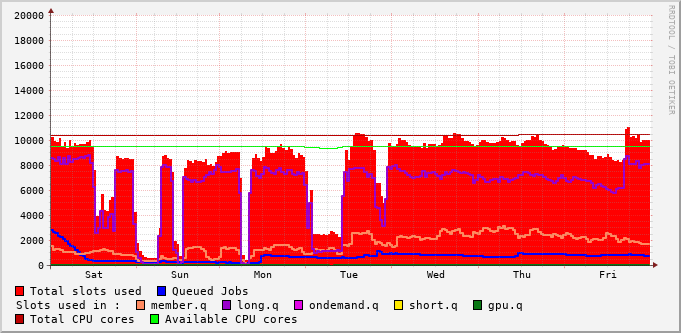 20000
18000
16000
14000
12000
10000
8000
6000
4000
2000
0
Sat Sun Mon Tue Wed Thu Fri
RRDTOOL / TOBI OETIKER
Total slots used Queued Jobs
Slots used in : member.q long.q ondemand.q short.q gpu.q
Total CPU cores Available CPU cores